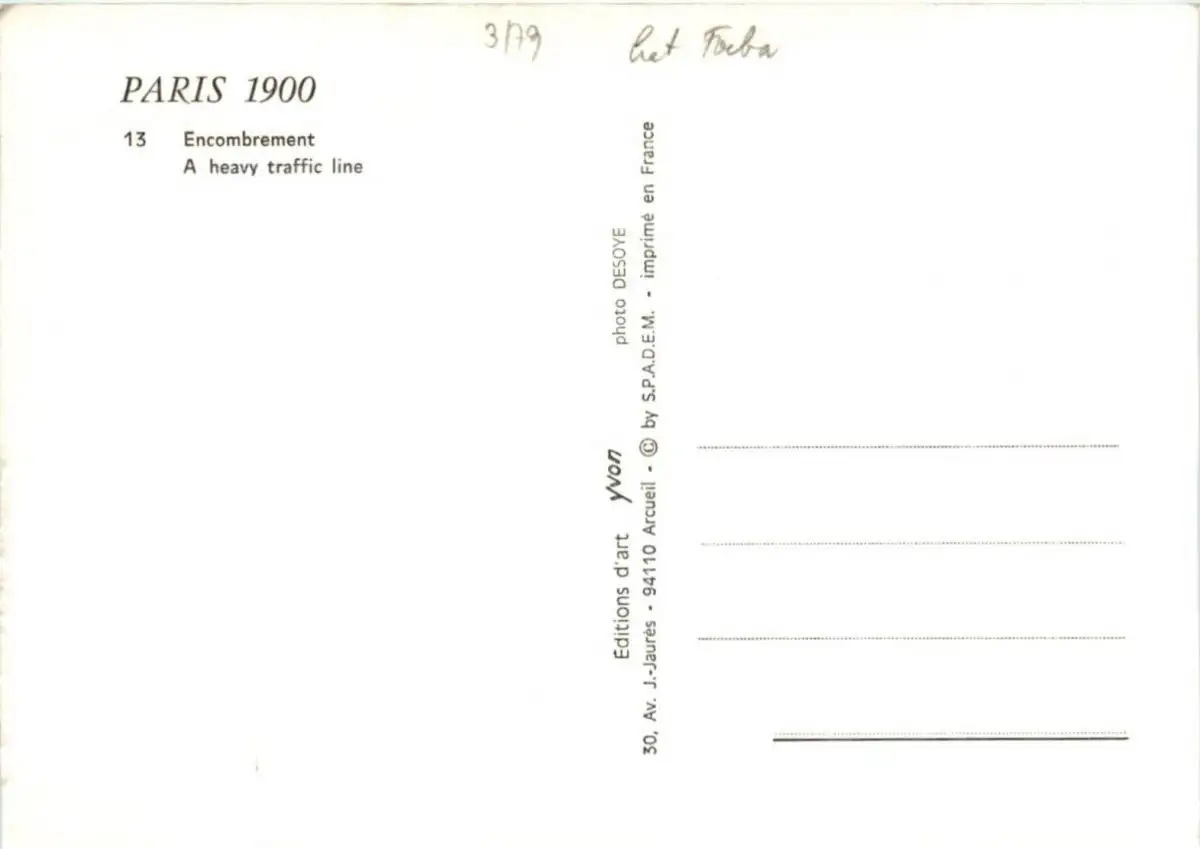 3/79
PARIS 1900
13 Encombrement
A heavy traffic line
photo DESOYE
Editions d'art yvon
30, Av. J.-Jaurès - 94110 Arcueil - © by S.P.A.D.E.M. - imprimé en France